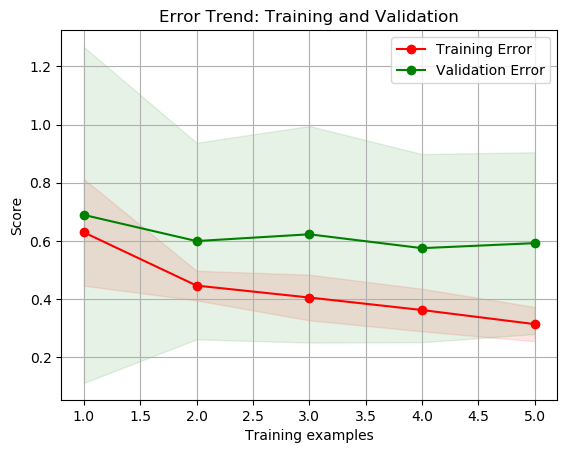 Error Trend: Training and Validation
Training Error
Validation Error
Score
1.2
1.0
0.8
0.6
0.4
0.2
1.0 1.5 2.0 2.5 3.0 3.5 4.0 4.5 5.0
Training examples